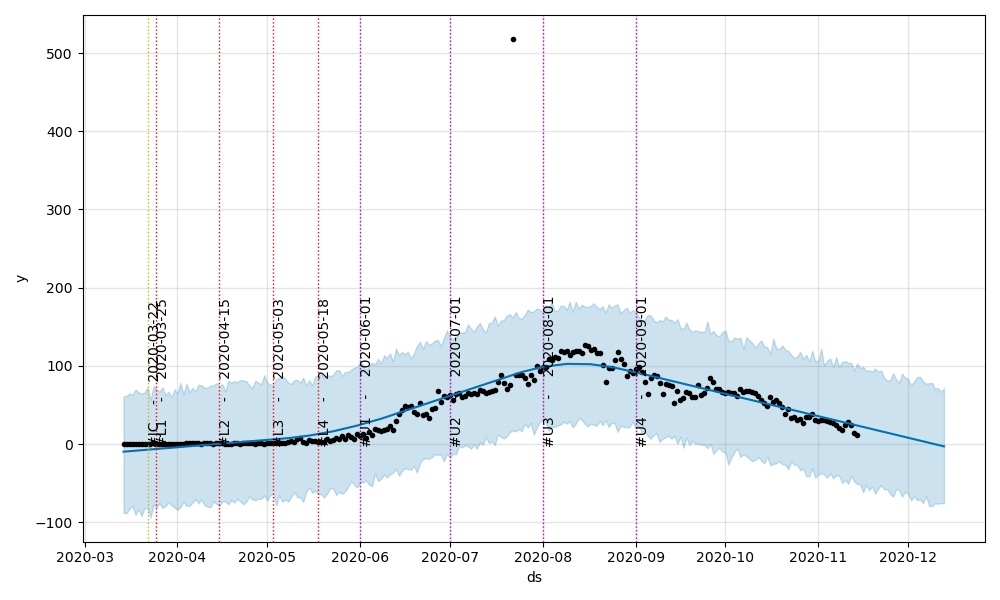 500
400
300
200
100
0
−100
y
#JC - 2020-03-22
#L1 - 2020-03-25
#L2 - 2020-04-15
#L3 - 2020-05-03
#L4 - 2020-05-18
#U1 - 2020-06-01
#U2 - 2020-07-01
#U3 - 2020-08-01
#U4 - 2020-09-01
2020-03 2020-04 2020-05 2020-06 2020-07 2020-08 2020-09 2020-10 2020-11 2020-12
ds